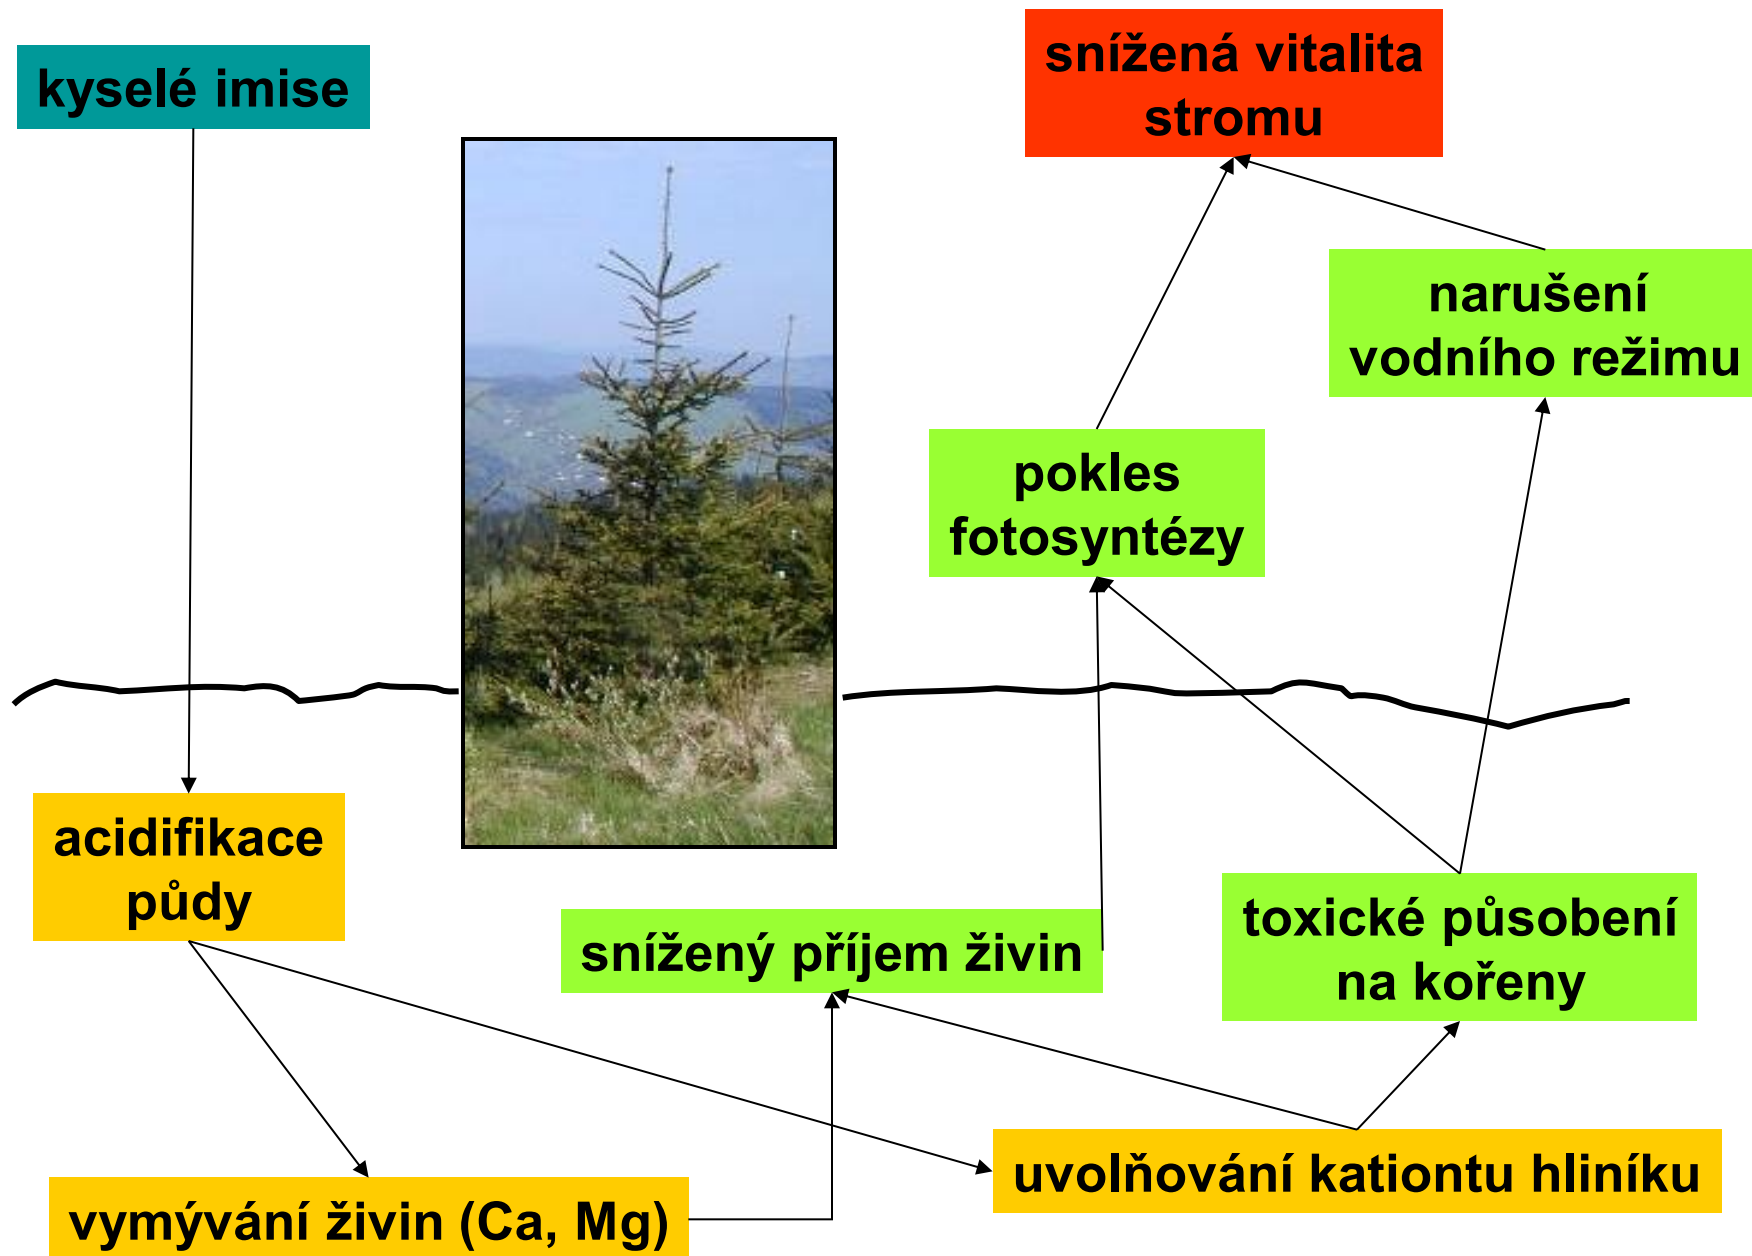 kyselé imise
snížená vitalita
stromu
narušení
vodního režimu
pokles
fotosyntézy
acidifikace
půdy
snížený příjem živin
toxické působení
na kořeny
uvolňování kationtu hliníku
vymývání živin (Ca, Mg)